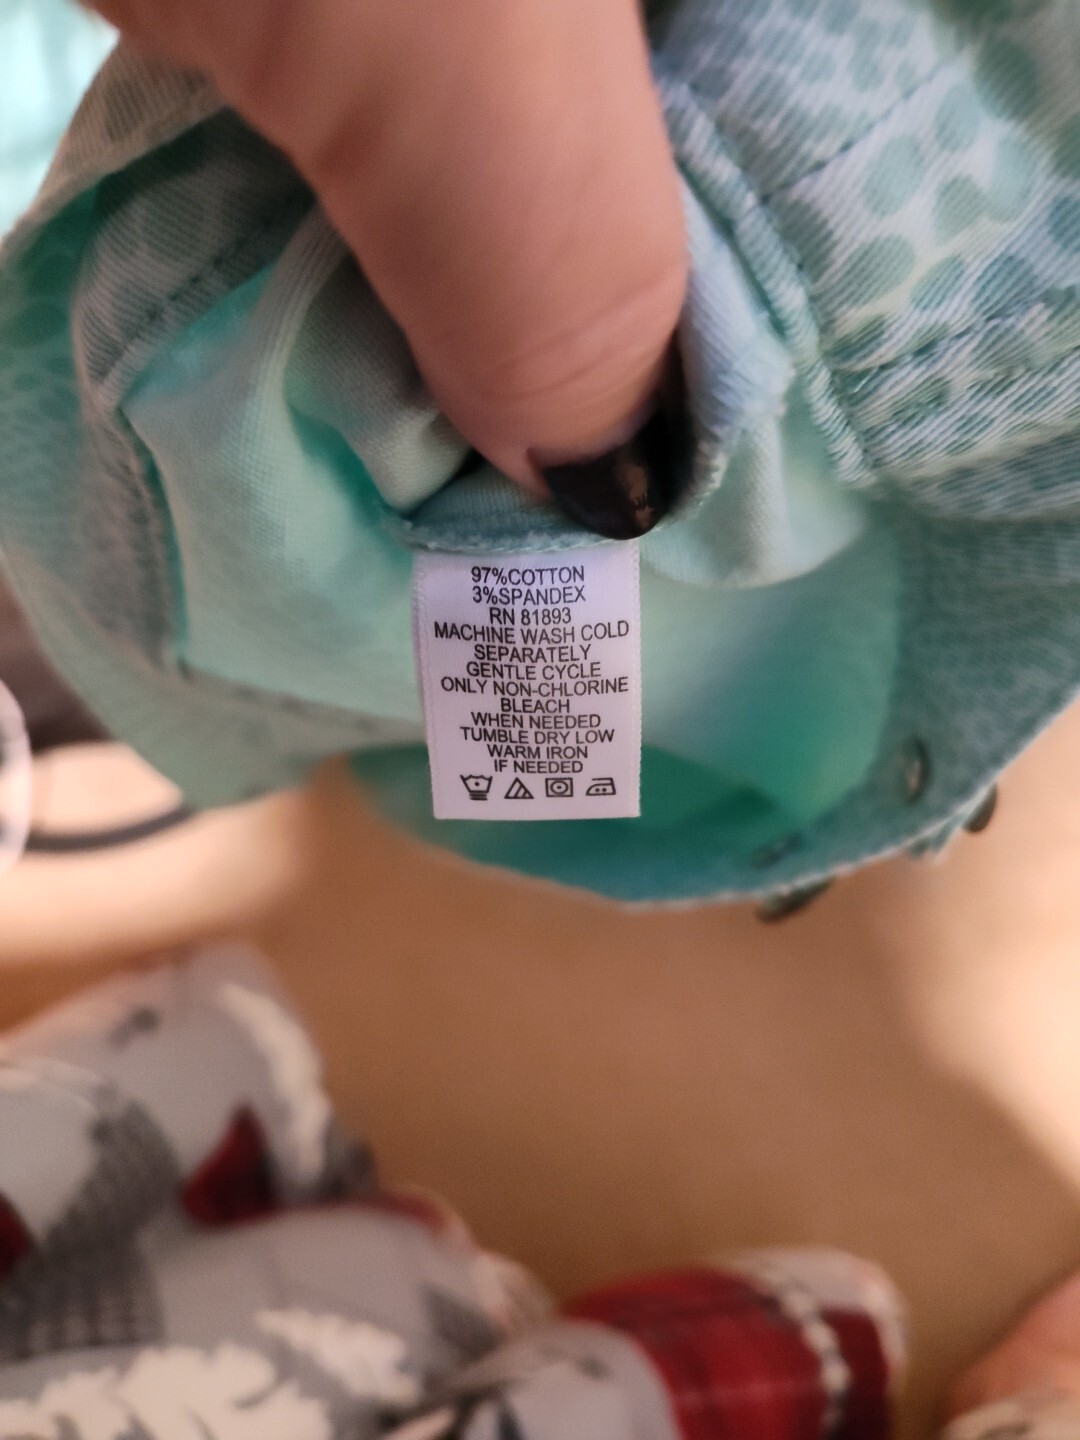 97%COTTON
3%SPANDEX
RN 81893
MACHINE WASH COLD
SEPARATELY
GENTLE CYCLE
ONLY NON-CHLORINE
BLEACH
WHEN NEEDED
TUMBLE DRY LOW
WARM IRON
IF NEEDED